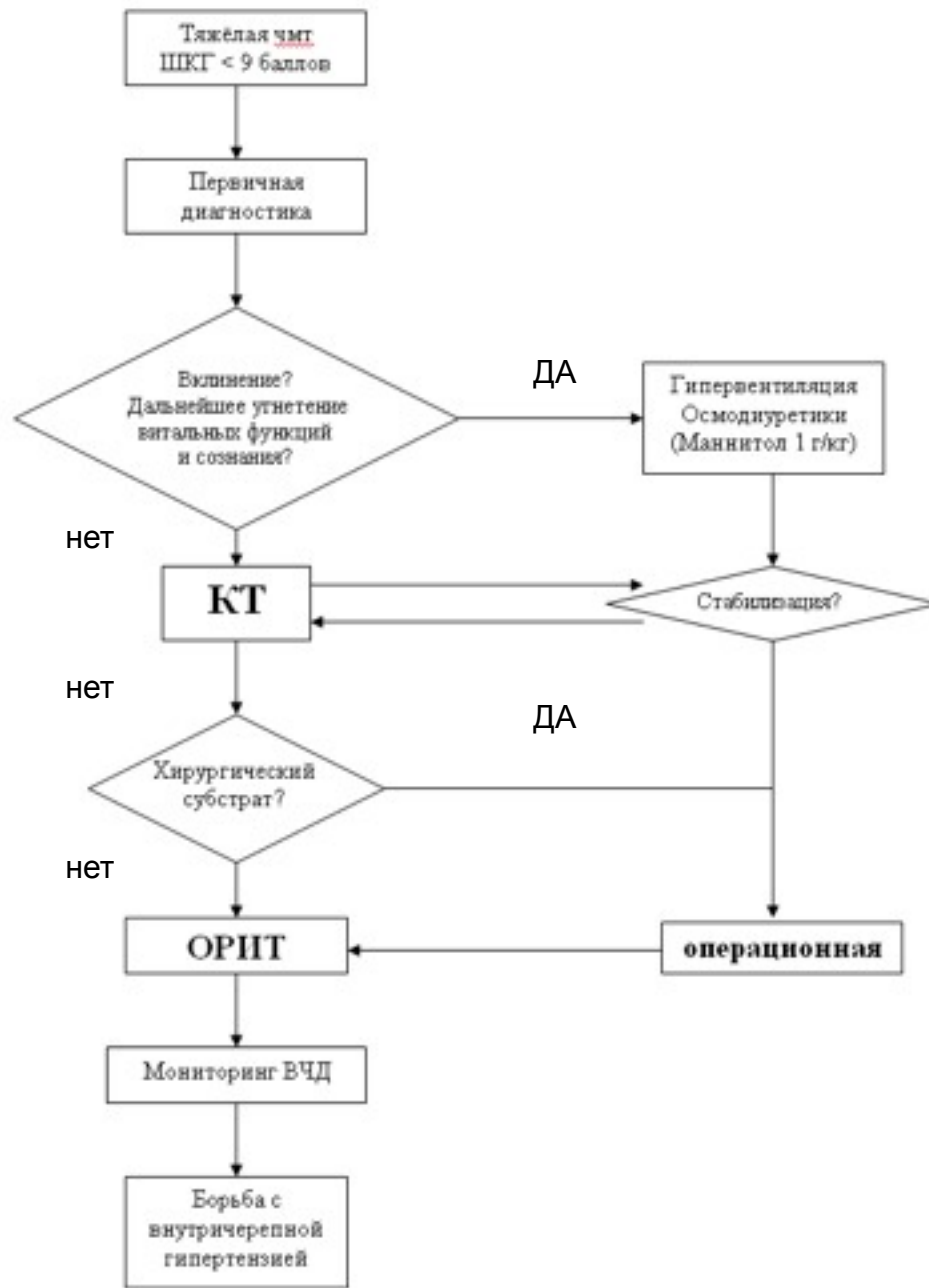 Тяжёлая чмт
ШКГ < 9 баллов
Первичная
диагностика
Вклинение?
Дальнейшее угнетение
витальных функций
и сознания?
ДА
Гипервентиляция
Осмодиуретики
(Маннитол 1 г/кг)
нет
КТ
Стабилизация?
нет
ДА
Хирургический
субстрат?
нет
ОРИТ
операционная
Мониторинг ВЧД
Борьба с
внутричерепной
гипертензией